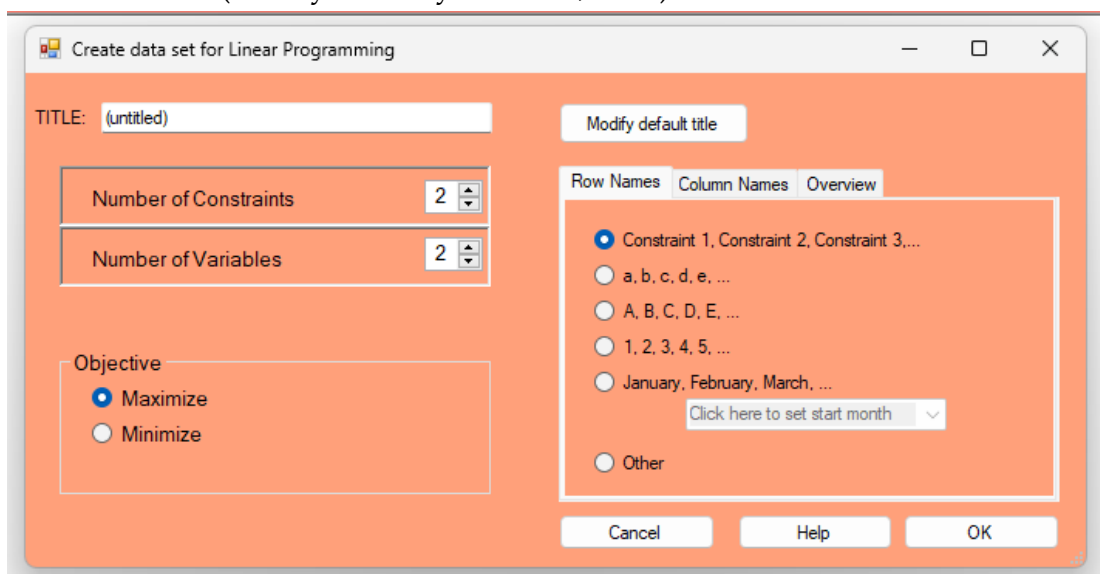 Create data set for Linear Programming
TITLE: (untitled)
Modify default title
Number of Constraints 2
Number of Variables 2
Objective
Maximize
Minimize
Row Names Column Names Overview
Constraint 1, Constraint 2, Constraint 3,...
a, b, c, d, e, ...
A, B, C, D, E, ...
1, 2, 3, 4, 5, ...
January, February, March, ...
Click here to set start month
Other
Cancel Help OK